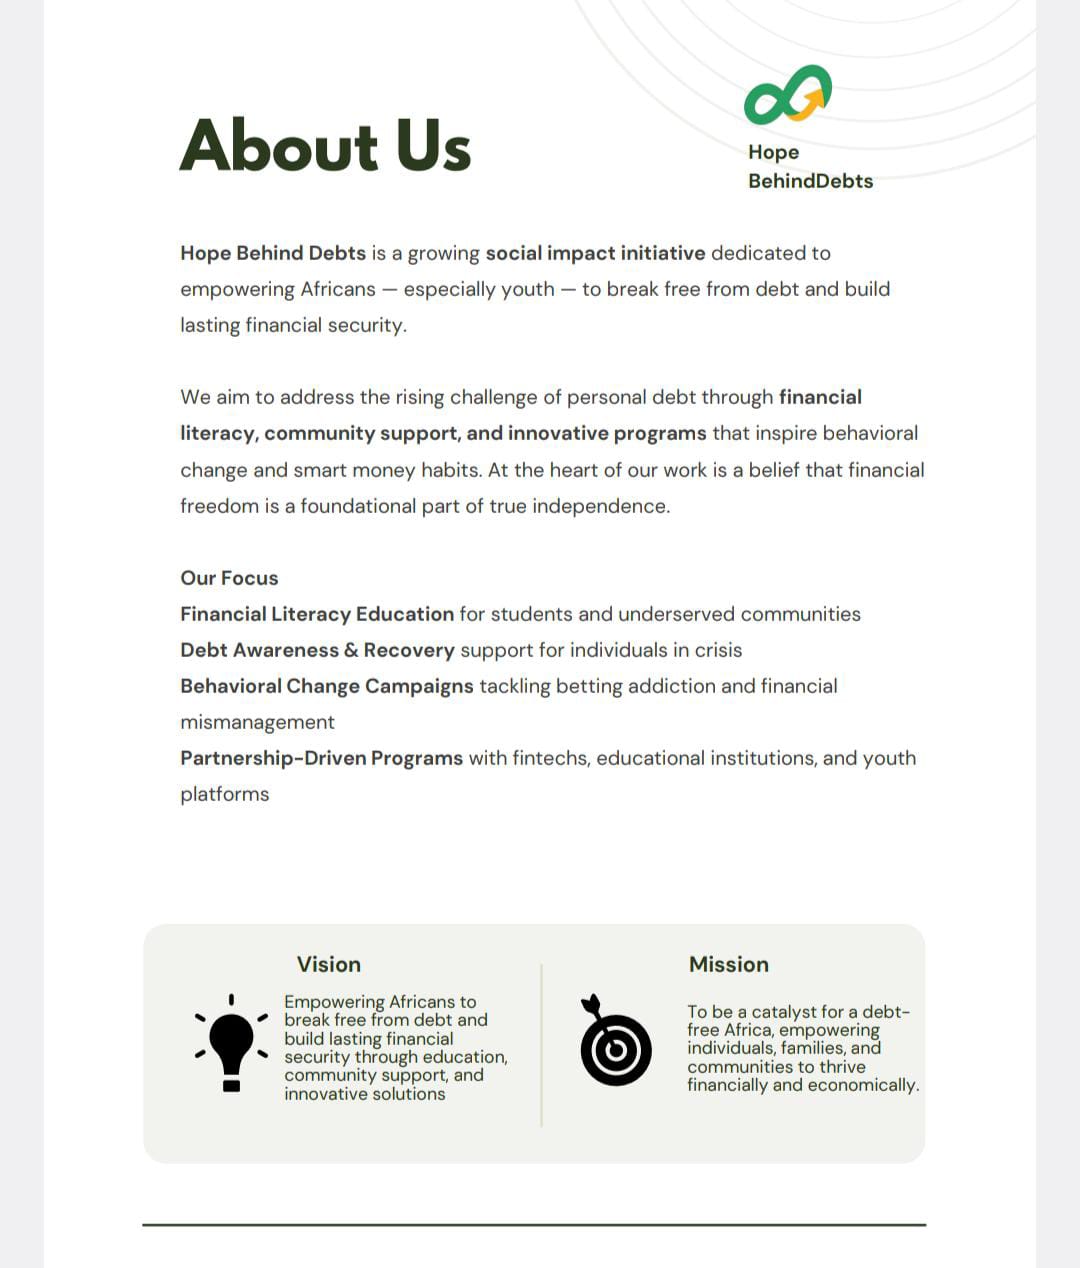 About Us
Hope
BehindDebts
Hope Behind Debts is a growing social impact initiative dedicated to
empowering Africans — especially youth — to break free from debt and build
lasting financial security.
We aim to address the rising challenge of personal debt through financial
literacy, community support, and innovative programs that inspire behavioral
change and smart money habits. At the heart of our work is a belief that financial
freedom is a foundational part of true independence.
Our Focus
Financial Literacy Education for students and underserved communities
Debt Awareness & Recovery support for individuals in crisis
Behavioral Change Campaigns tackling betting addiction and financial
mismanagement
Partnership-Driven Programs with fintechs, educational institutions, and youth
platforms
Vision
Empowering Africans to
break free from debt and
build lasting financial
security through education,
community support, and
innovative solutions
Mission
To be a catalyst for a debt-
free Africa, empowering
individuals, families, and
communities to thrive
financially and economically.